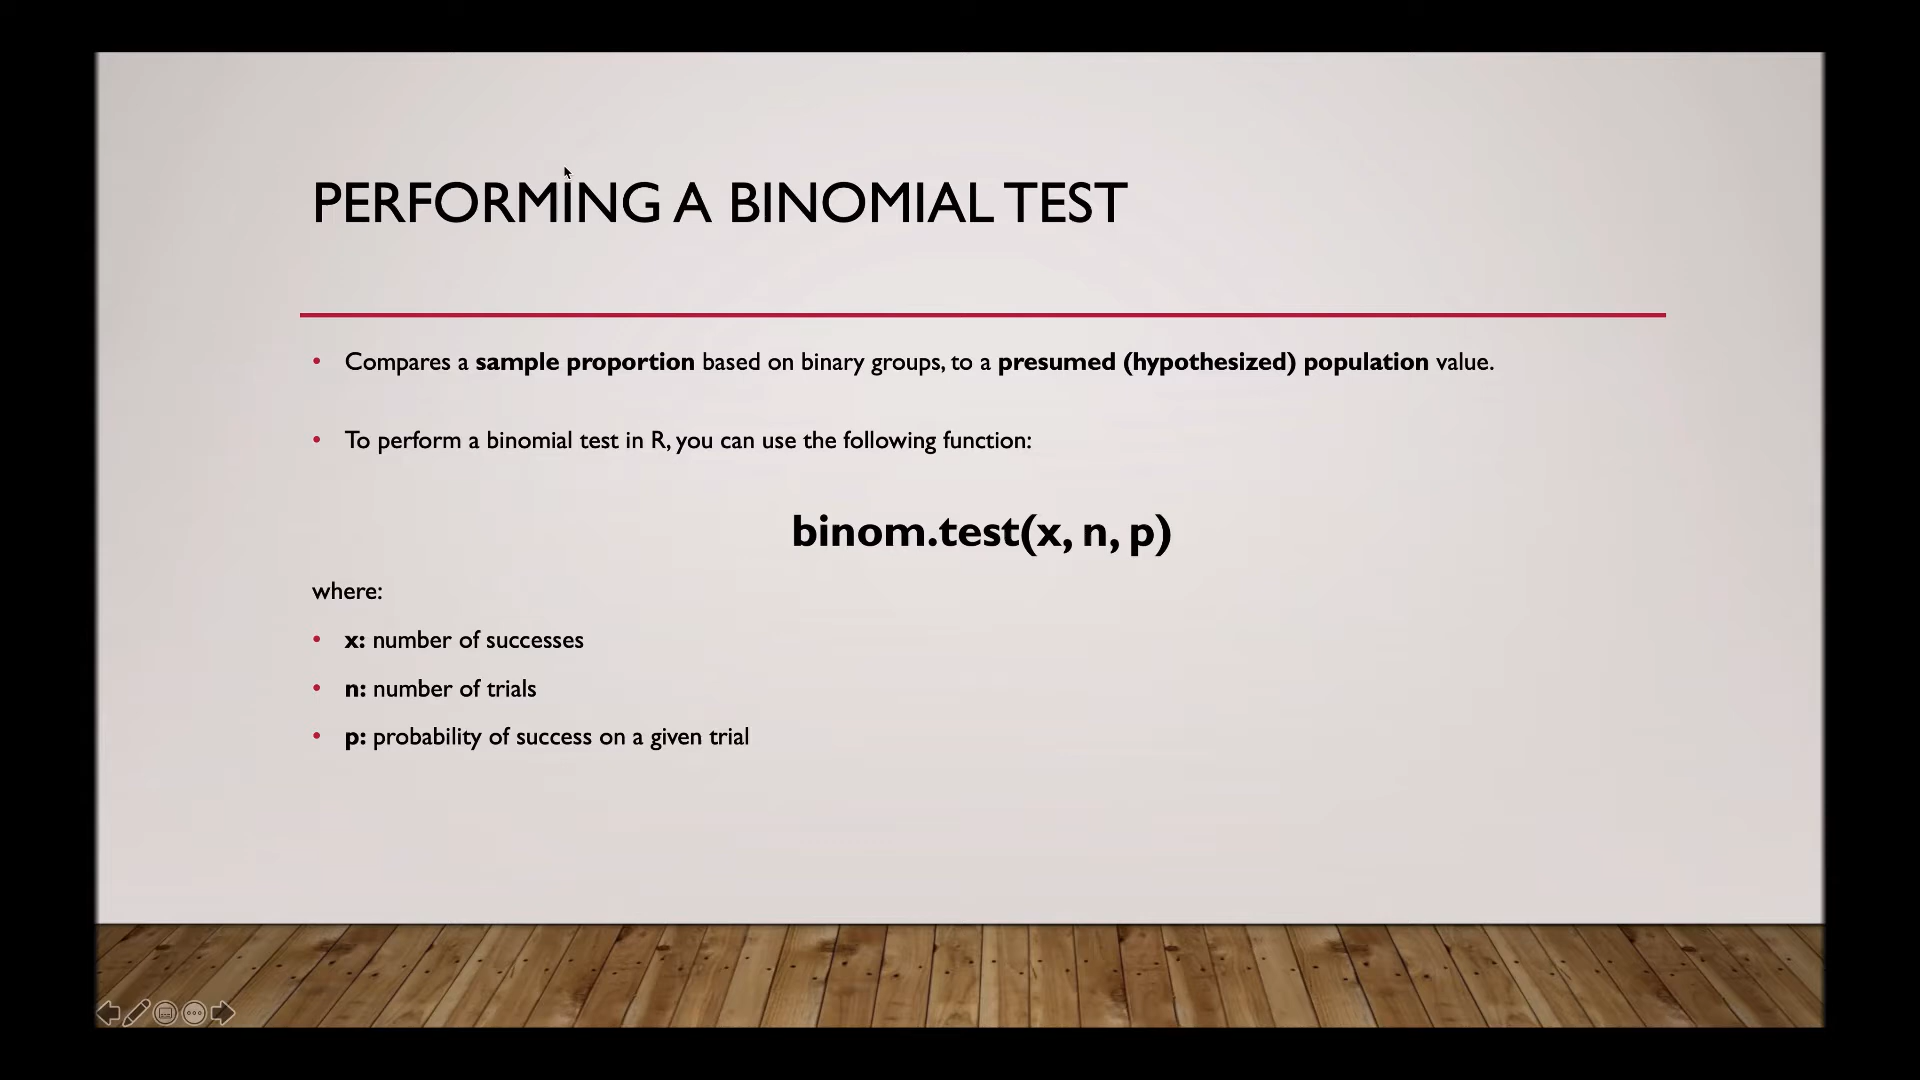 PERFORMING A BINOMIAL TEST
• Compares a sample proportion based on binary groups, to a presumed (hypothesized) population value.
• To perform a binomial test in R, you can use the following function:
binom.test(x, n, p)
where:
• x: number of successes
• n: number of trials
• p: probability of success on a given trial